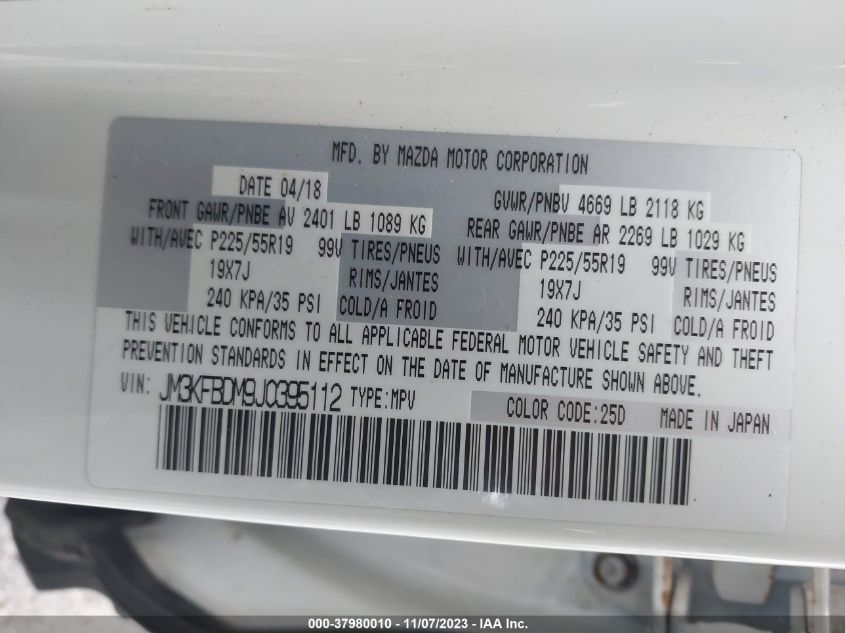 MFD. BY MAZDA MOTOR CORPORATION
DATE 04/18 GVWR/PNBV 4669 LB 2118 KG
FRONT GAWR/PNBE AV 2401 LB 1089 KG REAR GAWR/PNBE AR 2269 LB 1029 KG
WITH/AVEC P225/55R19 99V TIRES/PNEUS WITH/AVEC P225/55R19 99V TIRES/PNEUS
19X7J RIMS/JANTES 19X7J RIMS/JANTES
240 KPA/35 PSI COLD/A FROID 240 KPA/35 PSI COLD/A FROID
THIS VEHICLE CONFORMS TO ALL APPLICABLE FEDERAL MOTOR VEHICLE SAFETY AND THEFT
PREVENTION STANDARDS IN EFFECT ON THE DATE OF MANUFACTURE SHOWN ABOVE.
VIN: JM3KFBDM9J0395112 TYPE:MPV COLOR CODE:25D MADE IN JAPAN
000-37980010 - 11/07/2023 - IAA Inc.